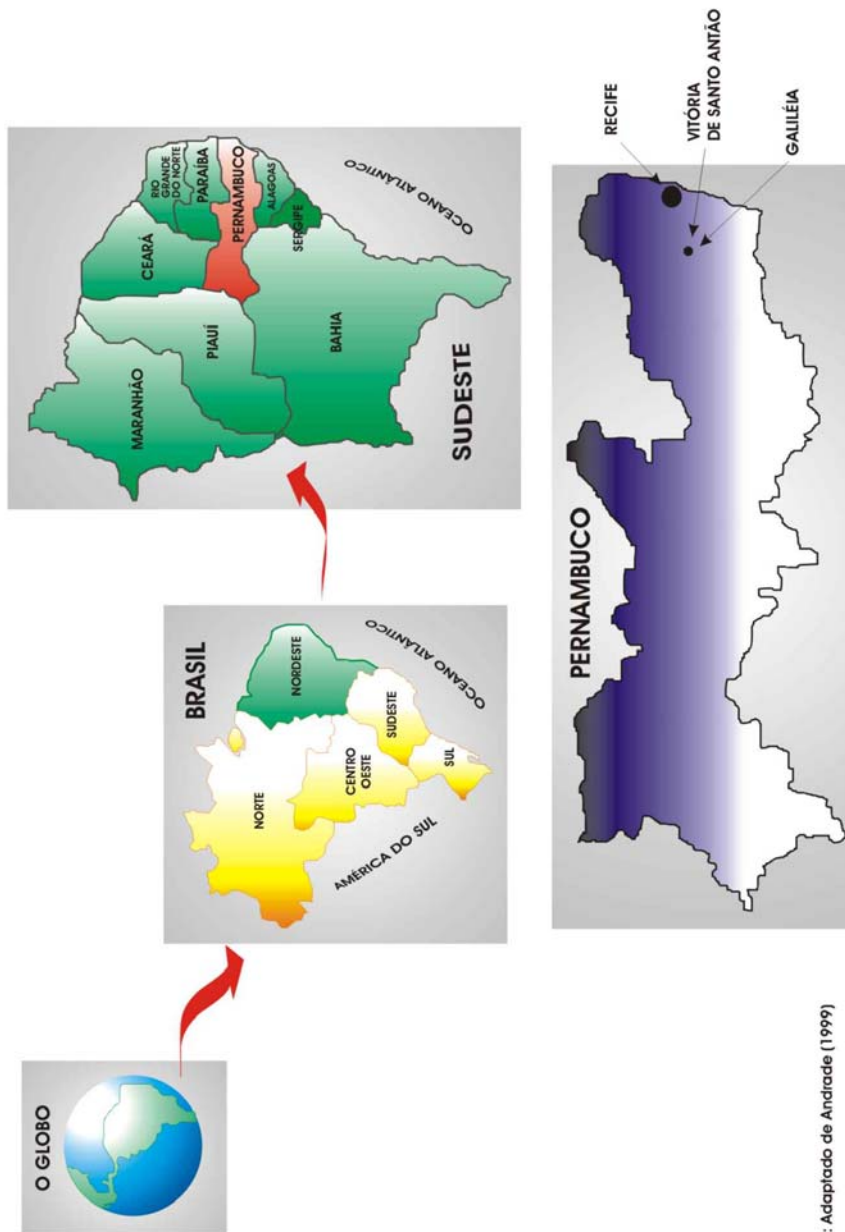 O GLOBO
BRASIL
NORTE
NORDESTE
CENTRO
OESTE
SUDESTE
SUL
AMÉRICA DO SUL
OCEANO ATLÂNTICO
MARANHÃO
PIAUÍ
CEARÁ
RIO
GRANDE
DO NORTE
PARAÍBA
PERNAMBUCO
ALAGOAS
SERGIPE
BAHIA
OCEANO ATLÂNTICO
SUDESTE
PERNAMBUCO
RECIFE
VITÓRIA
DE SANTO ANTÃO
GALILÉIA
: Adaptado de Andrade (1999)